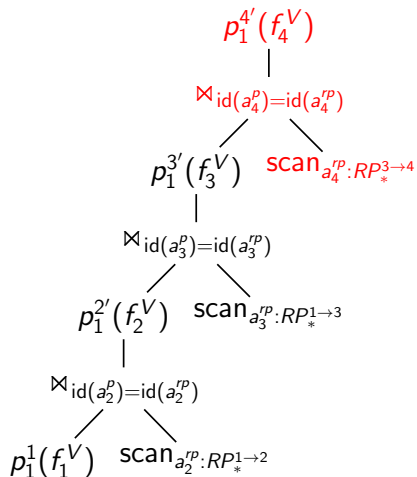 p_1^{4'}(f_4^V)
⋈_{id(a_4^p)=id(a_4^{rp})}
p_1^{3'}(f_3^V) scan_{a_4^{rp}:RP_*^{3→4}}
⋈_{id(a_3^p)=id(a_3^{rp})}
p_1^{2'}(f_2^V) scan_{a_3^{rp}:RP_*^{1→3}}
⋈_{id(a_2^p)=id(a_2^{rp})}
p_1^1(f_1^V) scan_{a_2^{rp}:RP_*^{1→2}}